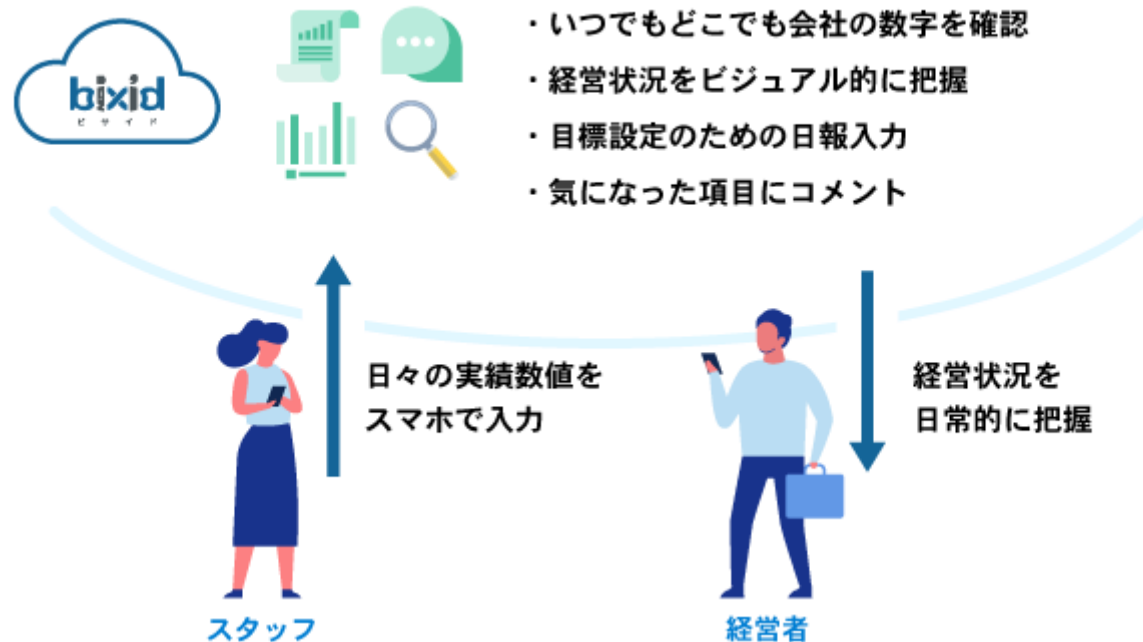 bixid
ビサイド
・いつでもどこでも会社の数字を確認
・経営状況をビジュアル的に把握
・目標設定のための日報入力
・気になった項目にコメント
日々の実績数値を
スマホで入力
経営状況を
日常的に把握
スタッフ
経営者